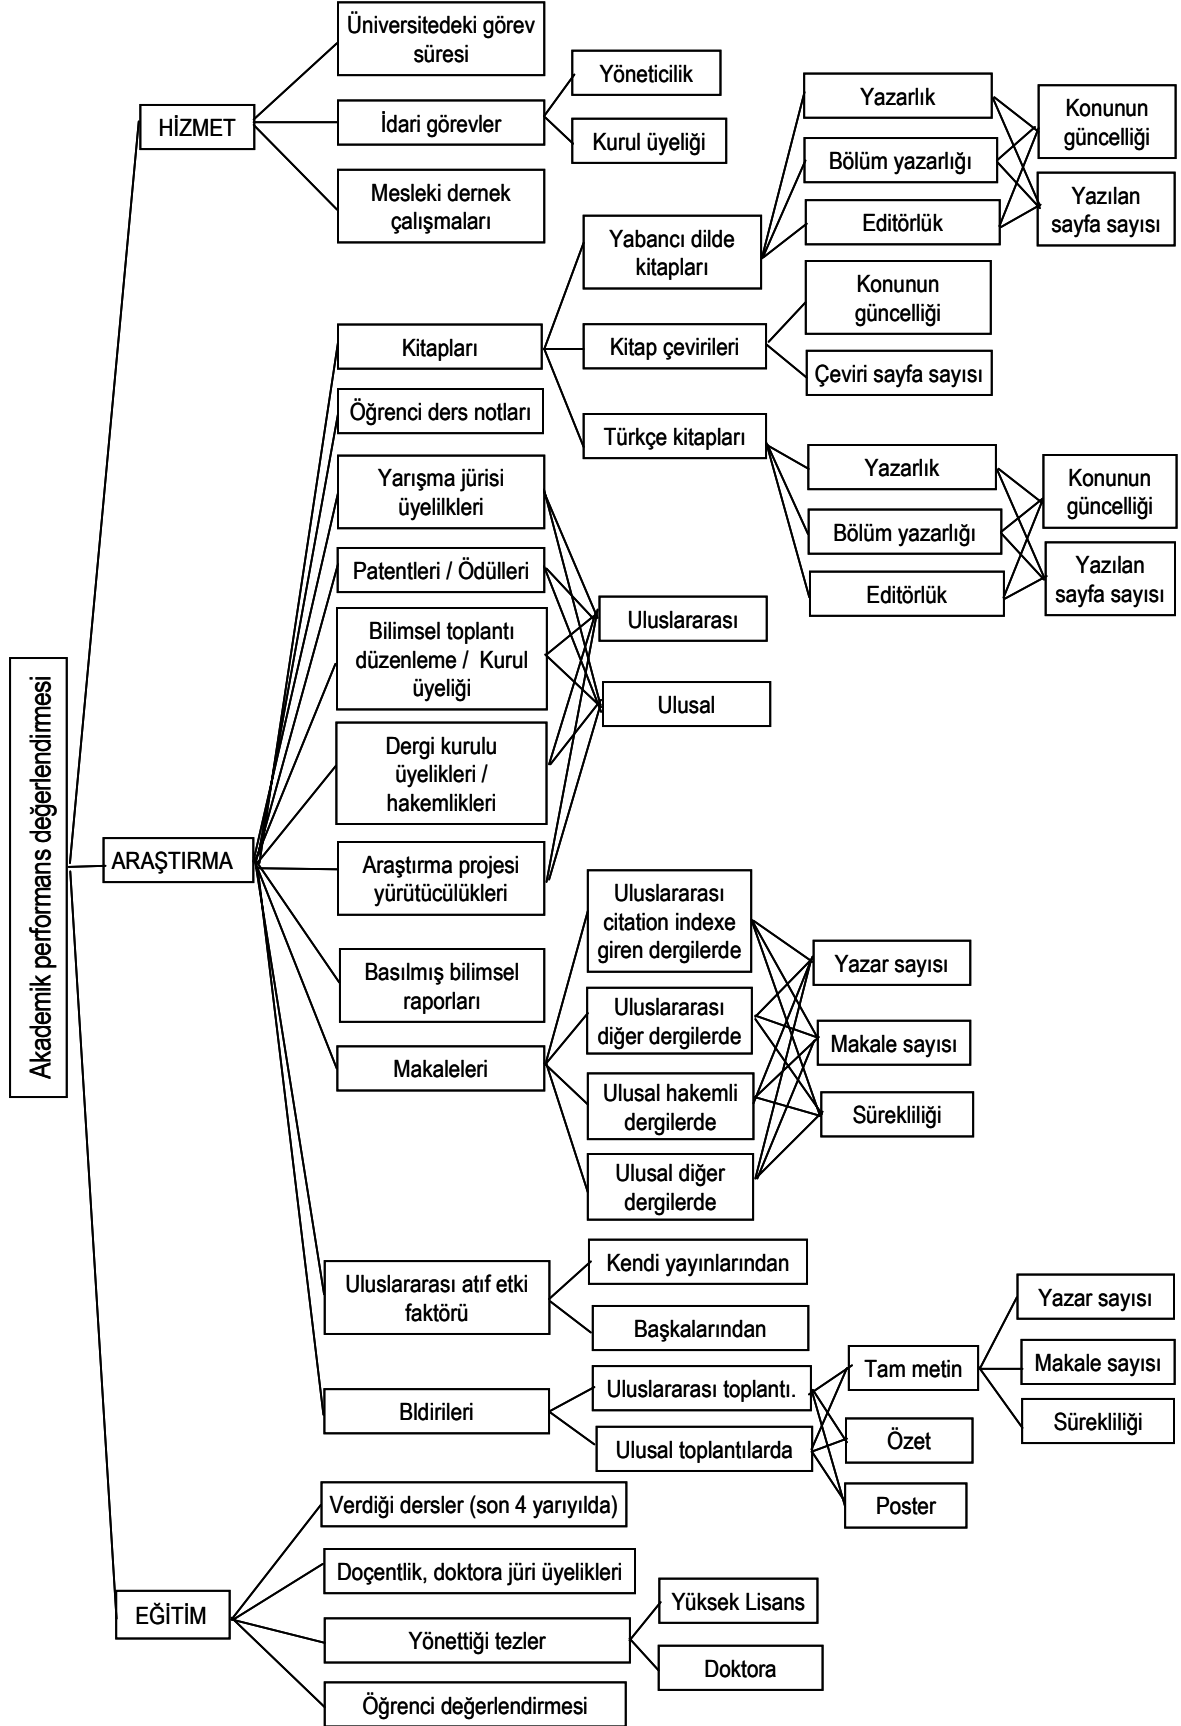 Akademik performans değerlendirmesi
HİZMET
Üniversitedeki görev
süresi
İdari görevler
Yöneticilik
Kurul üyeliği
Mesleki dernek
çalışmaları
ARAŞTIRMA
Kitapları
Yabancı dilde
kitapları
Yazarlık
Bölüm yazarlığı
Editörlük
Konunun
güncelliği
Yazılan
sayfa sayısı
Kitap çevirileri
Konunun
güncelliği
Çeviri sayfa sayısı
Türkçe kitapları
Yazarlık
Bölüm yazarlığı
Editörlük
Konunun
güncelliği
Yazılan
sayfa sayısı
Öğrenci ders notları
Yarışma jürisi
üyelilkleri
Patentleri / Ödülleri
Bilimsel toplantı
düzenleme / Kurul
üyeliği
Dergi kurulu
üyelikleri /
hakemlikleri
Araştırma projesi
yürütücülükleri
Uluslararası
Ulusal
Basılmış bilimsel
raporları
Makaleleri
Uluslararası
citation indexe
giren dergilerde
Uluslararası
diğer dergilerde
Ulusal hakemli
dergilerde
Ulusal diğer
dergilerde
Yazar sayısı
Makale sayısı
Sürekliliği
Uluslararası atıf etki
faktörü
Kendi yayınlarından
Başkalarından
Bldirileri
Uluslararası toplantı.
Ulusal toplantılarda
Tam metin
Özet
Poster
Yazar sayısı
Makale sayısı
Sürekliliği
EĞİTİM
Verdiği dersler (son 4 yarıyılda)
Doçentlik, doktora jüri üyelikleri
Yönettiği tezler
Yüksek Lisans
Doktora
Öğrenci değerlendirmesi